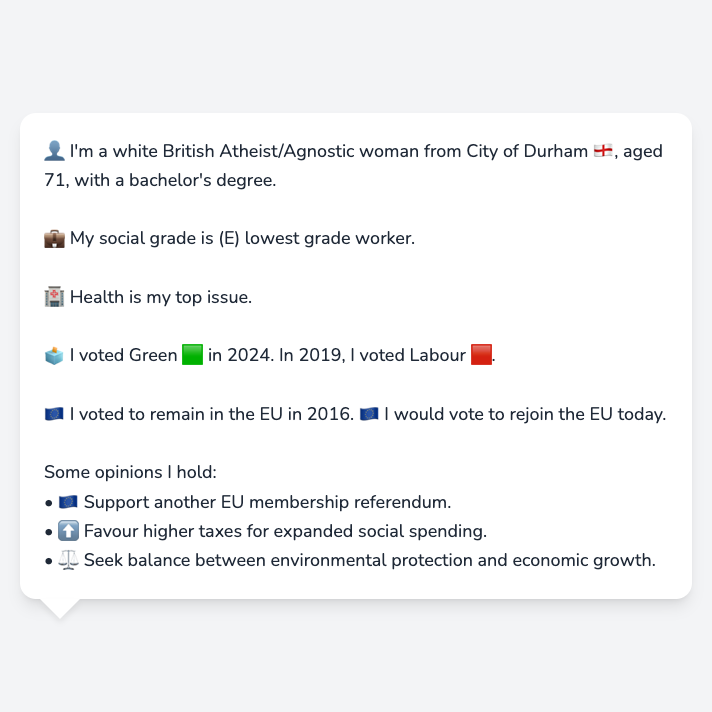 👤 I'm a white British Atheist/Agnostic woman from City of Durham 🏴󠁧󠁢󠁥󠁮󠁧󠁿, aged
71, with a bachelor's degree.
💼 My social grade is (E) lowest grade worker.
🏥 Health is my top issue.
🗳️ I voted Green 🟩 in 2024. In 2019, I voted Labour 🟥.
🇪🇺 I voted to remain in the EU in 2016. 🇪🇺 I would vote to rejoin the EU today.
Some opinions I hold:
• 🇪🇺 Support another EU membership referendum.
• ⬆️ Favour higher taxes for expanded social spending.
• ⚖️ Seek balance between environmental protection and economic growth.